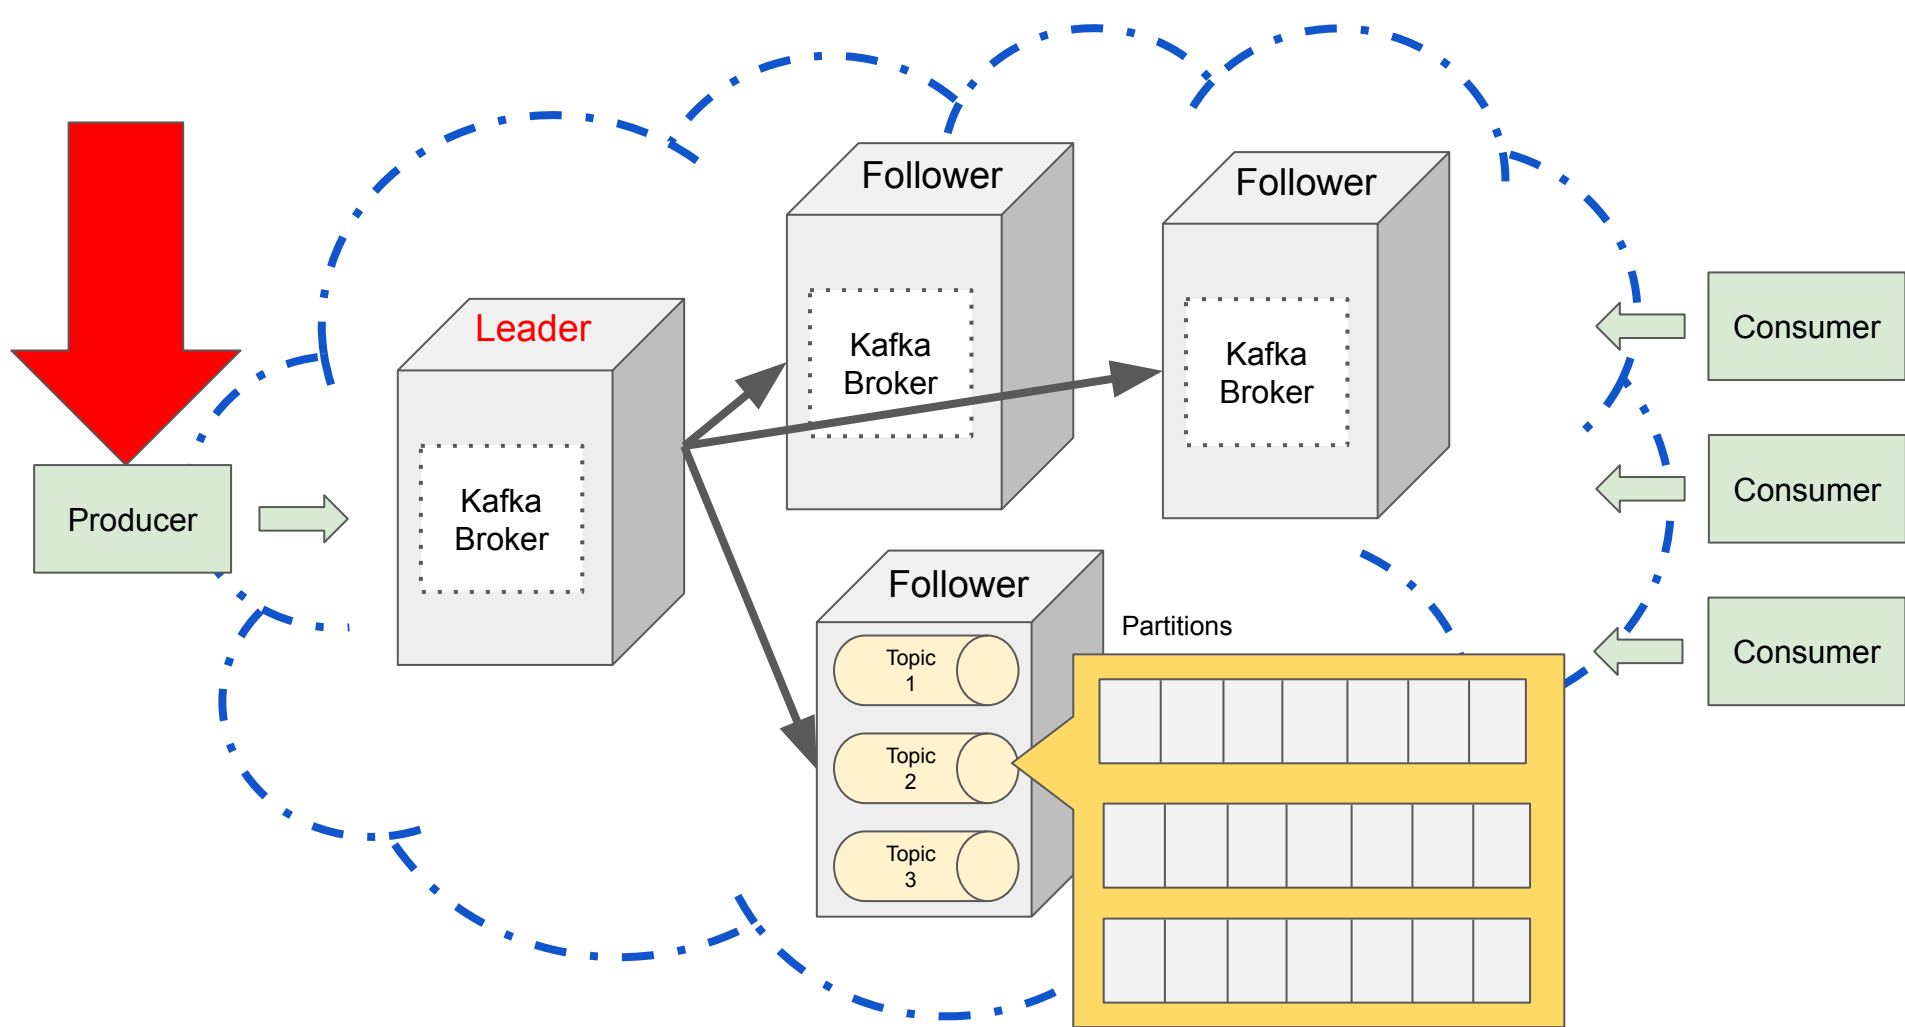 Follower
Follower
Leader
Kafka
Broker
Kafka
Broker
Kafka
Broker
Producer
Consumer
Consumer
Consumer
Follower
Partitions
Topic
1
Topic
2
Topic
3